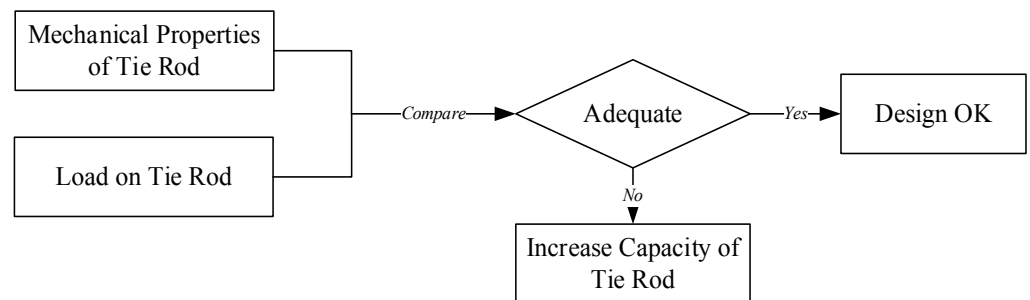 Mechanical Properties
of Tie Rod
Load on Tie Rod
Compare
Adequate
Yes
Design OK
No
Increase Capacity of
Tie Rod